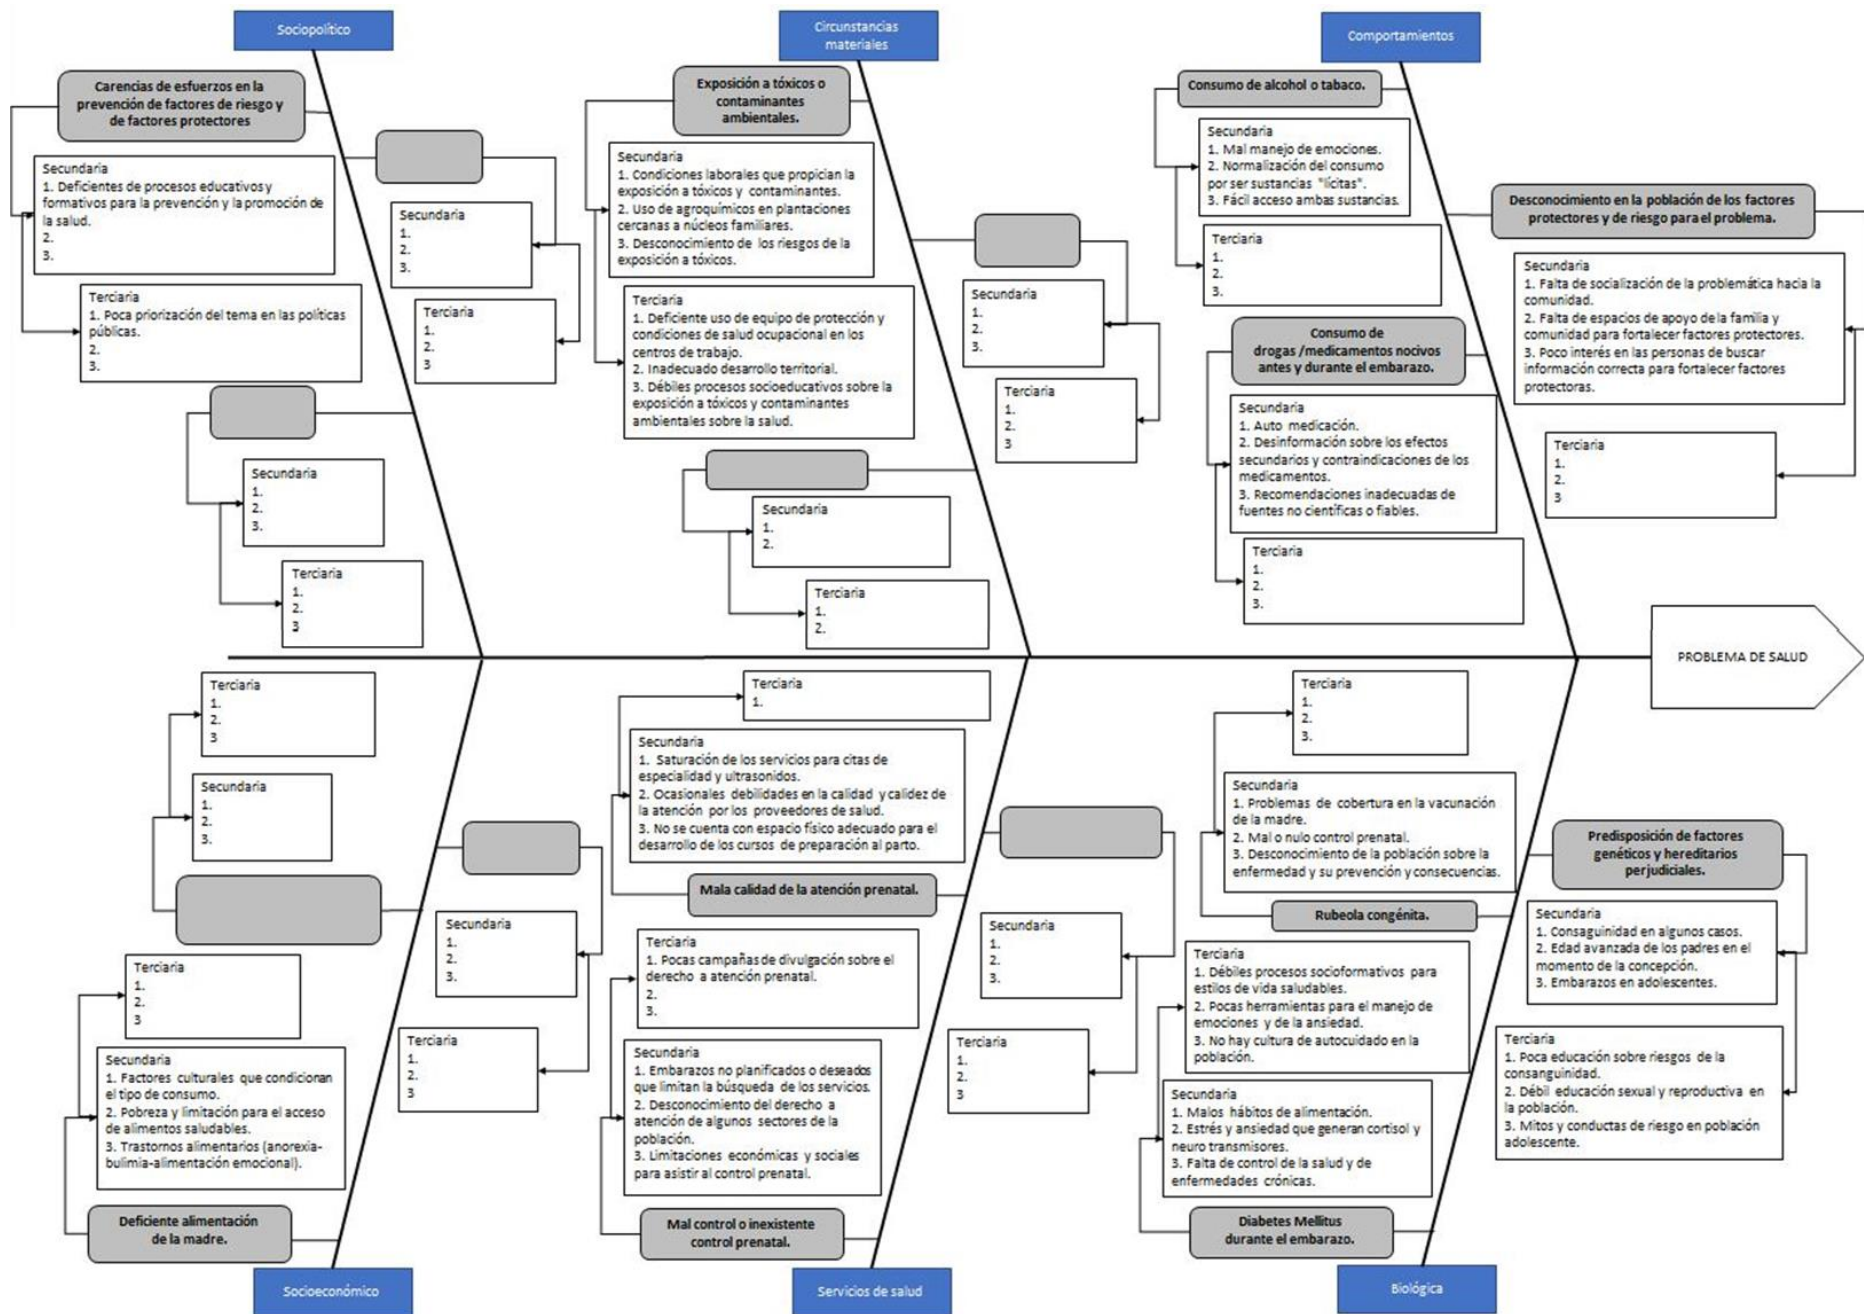 Sociopolítico
Carencias de esfuerzos en la
prevención de factores de riesgo y
de factores protectores
Secundaria
1. Deficientes de procesos educativos y
formativos para la prevención y la promoción de
la salud.
2.
3.
Terciaria
1. Poca priorización del tema en las políticas
públicas.
2.
3.
Secundaria
1.
2.
3.
Terciaria
1.
2.
3
Secundaria
1.
2.
3.
Terciaria
1.
2.
3
Circunstancias
materiales
Exposición a tóxicos o
contaminantes
ambientales.
Secundaria
1. Condiciones laborales que propician la
exposición a tóxicos y contaminantes.
2. Uso de agroquímicos en plantaciones
cercanas a núcleos familiares.
3. Desconocimiento de los riesgos de la
exposición a tóxicos.
Terciaria
1. Deficiente uso de equipo de protección y
condiciones de salud ocupacional en los
centros de trabajo.
2. Inadecuado desarrollo territorial.
3. Débiles procesos socioeducativos sobre la
exposición a tóxicos y contaminantes
ambientales sobre la salud.
Secundaria
1.
2.
3.
Terciaria
1.
2.
3
Secundaria
1.
2.
Terciaria
1.
2.
Comportamientos
Consumo de alcohol o tabaco.
Secundaria
1. Mal manejo de emociones.
2. Normalización del consumo
por ser sustancias "lícitas".
3. Fácil acceso ambas sustancias.
Terciaria
1.
2.
3.
Consumo de
drogas /medicamentos nocivos
antes y durante el embarazo.
Secundaria
1. Auto medicación.
2. Desinformación sobre los efectos
secundarios y contraindicaciones de los
medicamentos.
3. Recomendaciones inadecuadas de
fuentes no científicas o fiables.
Terciaria
1.
2.
3.
Desconocimiento en la población de los factores
protectores y de riesgo para el problema.
Secundaria
1. Falta de socialización de la problemática hacia la
comunidad.
2. Falta de espacios de apoyo de la familia y
comunidad para fortalecer factores protectores.
3. Poco interés en las personas de buscar
información correcta para fortalecer factores
protectoras.
Terciaria
1.
2.
3
PROBLEMA DE SALUD
Terciaria
1.
2.
3
Secundaria
1.
2.
3.
Terciaria
1.
2.
3
Secundaria
1. Factores culturales que condicionan
el tipo de consumo.
2. Pobreza y limitación para el acceso
de alimentos saludables.
3. Trastornos alimentarios (anorexia-
bulimia-alimentación emocional).
Deficiente alimentación
de la madre.
Socioeconómico
Secundaria
1.
2.
3.
Terciaria
1.
2.
3
Terciaria
1.
Secundaria
1. Saturación de los servicios para citas de
especialidad y ultrasonidos.
2. Ocasionales debilidades en la calidad y calidez de
la atención por los proveedores de salud.
3. No se cuenta con espacio físico adecuado para el
desarrollo de los cursos de preparación al parto.
Mala calidad de la atención prenatal.
Terciaria
1. Pocas campañas de divulgación sobre el
derecho a atención prenatal.
2.
3.
Secundaria
1. Embarazos no planificados o deseados
que limitan la búsqueda de los servicios.
2. Desconocimiento del derecho a
atención de algunos sectores de la
población.
3. Limitaciones económicas y sociales
para asistir al control prenatal.
Mal control o inexistente
control prenatal.
Servicios de salud
Secundaria
1.
2.
3.
Terciaria
1.
2.
3
Terciaria
1.
2.
3.
Secundaria
1. Problemas de cobertura en la vacunación
de la madre.
2. Mal o nulo control prenatal.
3. Desconocimiento de la población sobre la
enfermedad y su prevención y consecuencias.
Rubeola congénita.
Terciaria
1. Débiles procesos socioformativos para
estilos de vida saludables.
2. Pocas herramientas para el manejo de
emociones y de la ansiedad.
3. No hay cultura de autocuidado en la
población.
Secundaria
1. Malos hábitos de alimentación.
2. Estrés y ansiedad que generan cortisol y
neuro transmisores.
3. Falta de control de la salud y de
enfermedades crónicas.
Diabetes Mellitus
durante el embarazo.
Biológica
Predisposición de factores
genéticos y hereditarios
perjudiciales.
Secundaria
1. Consaguinidad en algunos casos.
2. Edad avanzada de los padres en el
momento de la concepción.
3. Embarazos en adolescentes.
Terciaria
1. Poca educación sobre riesgos de la
consanguinidad.
2. Débil educación sexual y reproductiva en
la población.
3. Mitos y conductas de riesgo en población
adolescente.